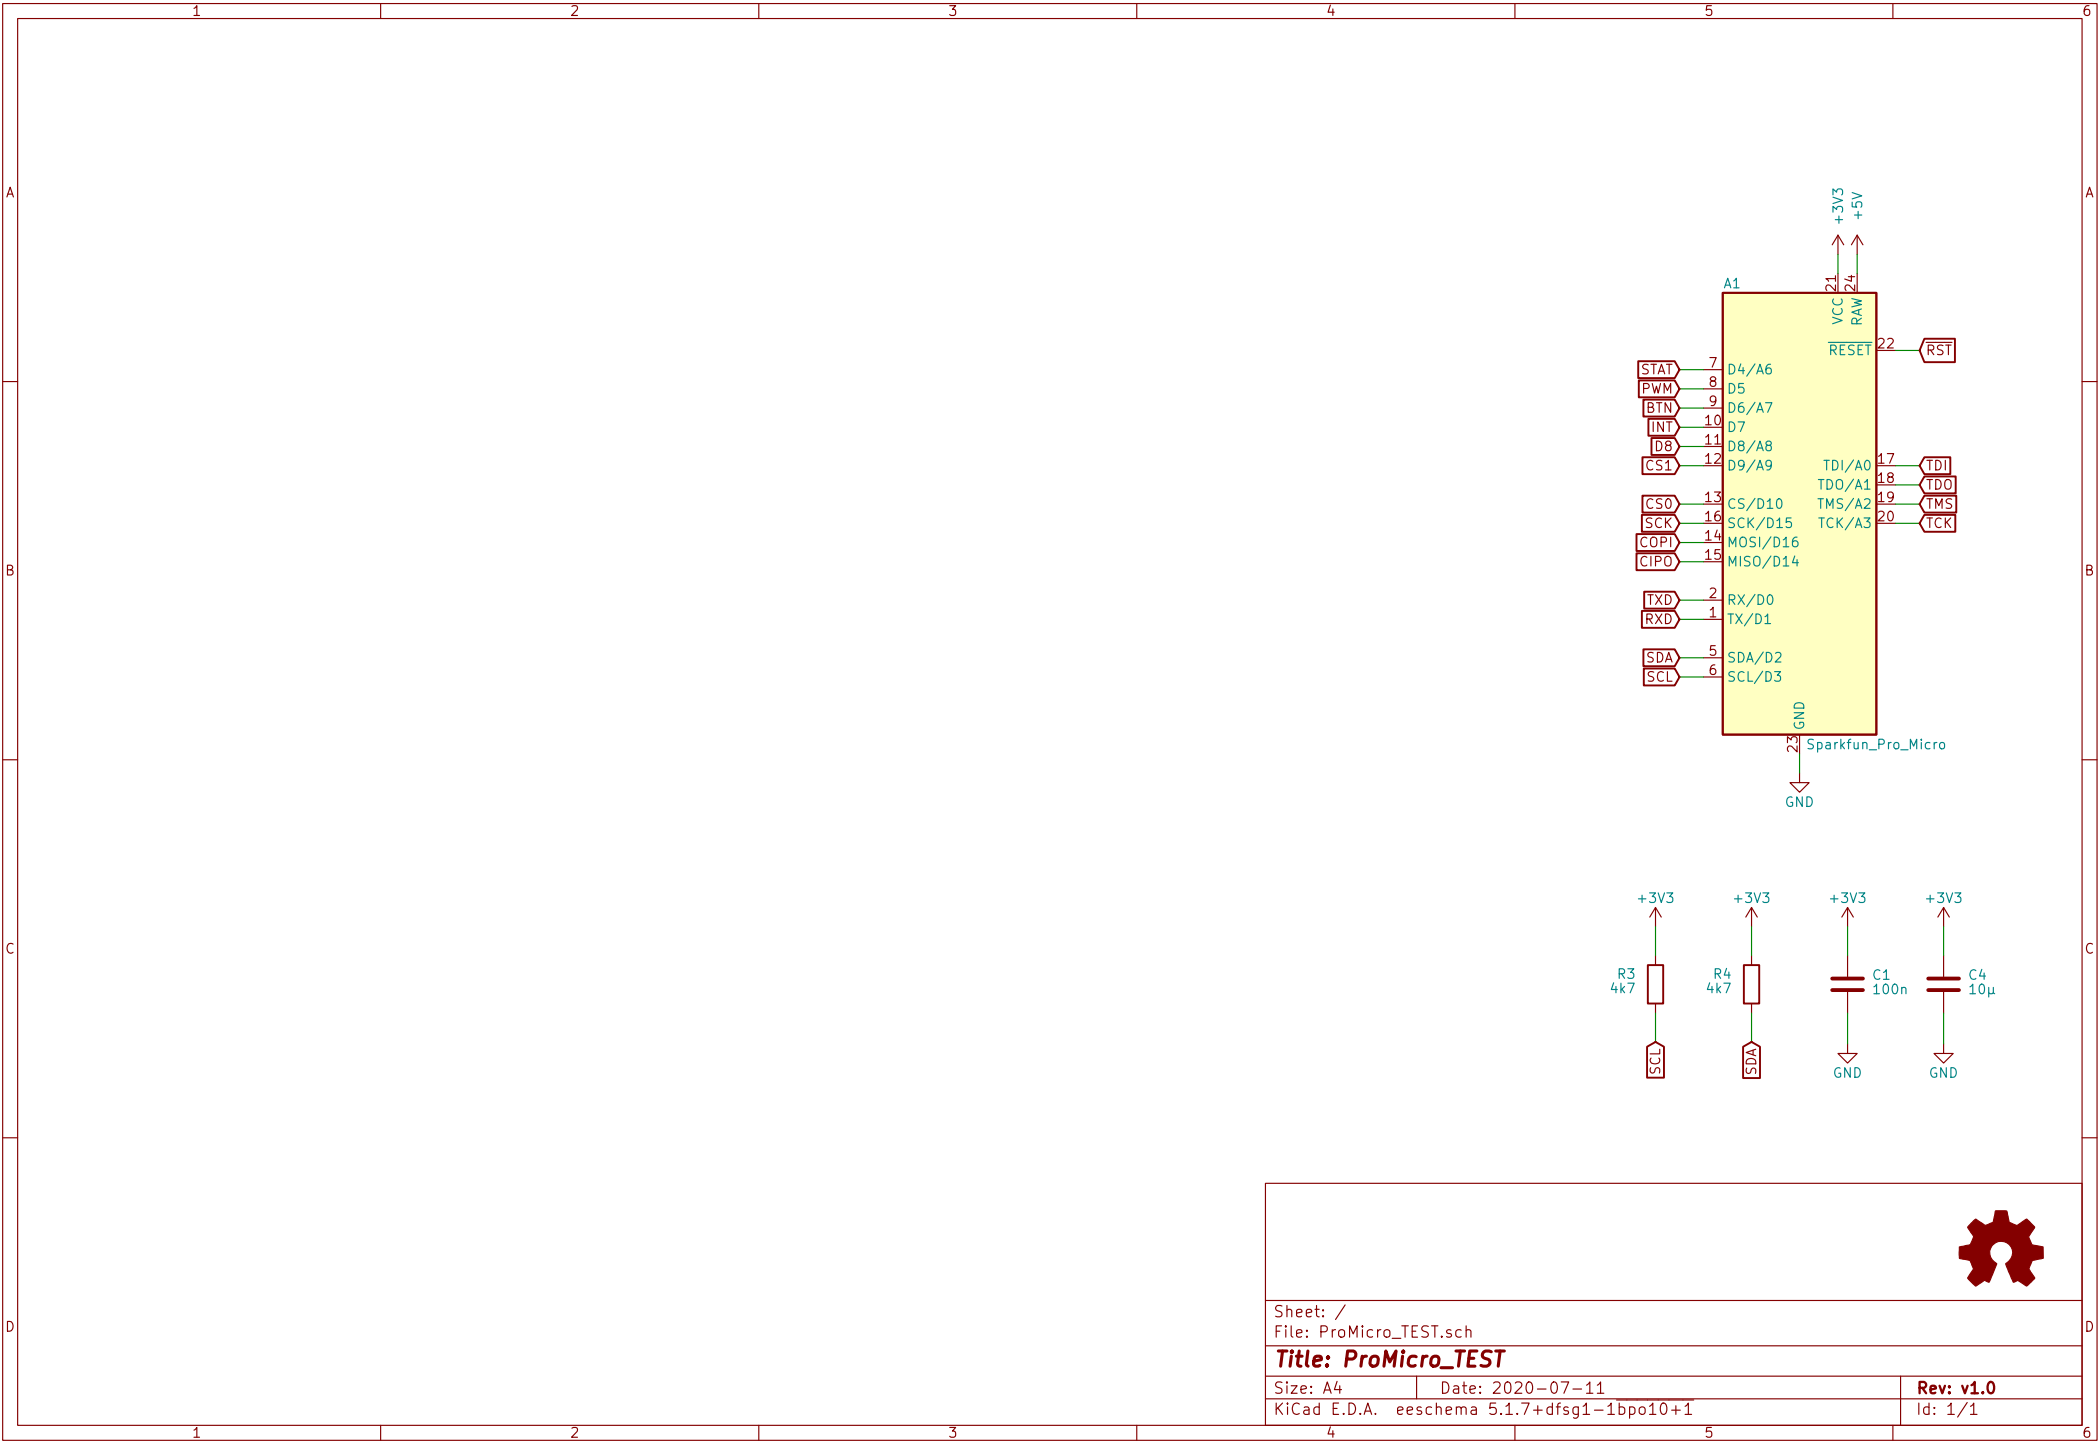 1 2 3 4 5 6
A A
B B
C C
D D
+3V3 +5V
A1
21 24
VCC RAW
RESET 22 RST
STAT 7 D4/A6
PWM 8 D5
BTN 9 D6/A7
INT 10 D7
D8 11 D8/A8
CS1 12 D9/A9 TDI/A0 17 TDI
TDO/A1 18 TDO
CS0 13 CS/D10 TMS/A2 19 TMS
SCK 16 SCK/D15 TCK/A3 20 TCK
COPI 14 MOSI/D16
CIPO 15 MISO/D14
TXD 2 RX/D0
RXD 1 TX/D1
SDA 5 SDA/D2
SCL 6 SCL/D3
GND
23 Sparkfun_Pro_Micro
GND
+3V3 +3V3 +3V3 +3V3
R3 R4 C1 C4
4k7 4k7 100n 10µ
SCL SDA
GND GND
Sheet: /
File: ProMicro_TEST.sch
Title: ProMicro_TEST
Size: A4 Date: 2020-07-11 Rev: v1.0
KiCad E.D.A. eeschema 5.1.7+dfsg1-1bpo10+1 Id: 1/1
1 2 3 4 5 6